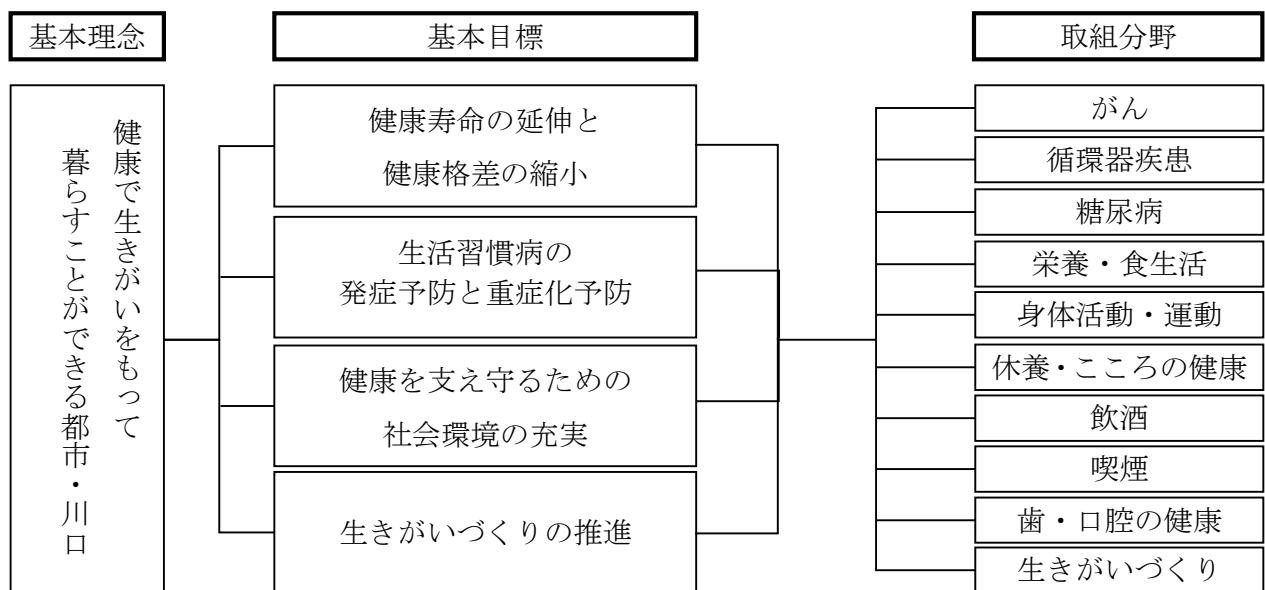 基本理念
基本目標
取組分野
健康で生きがいをもって
暮らすことができる都市・川口
健康寿命の延伸と
健康格差の縮小
生活習慣病の
発症予防と重症化予防
健康を支え守るための
社会環境の充実
生きがいづくりの推進
がん
循環器疾患
糖尿病
栄養・食生活
身体活動・運動
休養・こころの健康
飲酒
喫煙
歯・口腔の健康
生きがいづくり